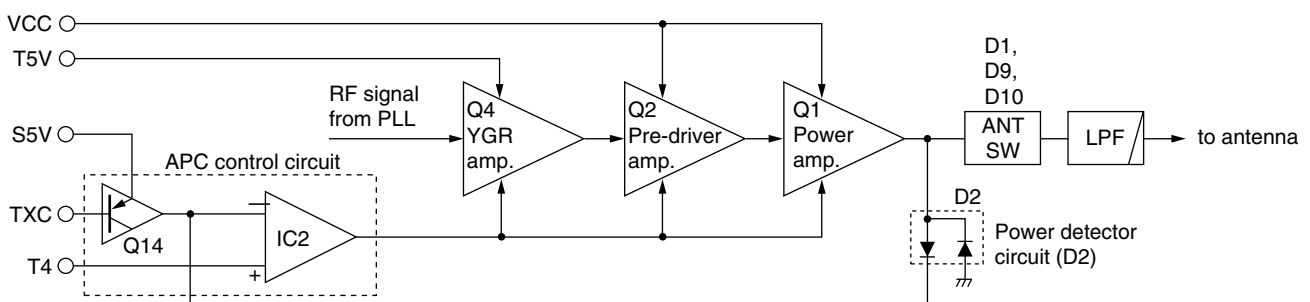 VCC
T5V
S5V
TXC
T4
APC control circuit
Q14
−
+
IC2
RF signal
from PLL
Q4
YGR
amp.
Q2
Pre-driver
amp.
Q1
Power
amp.
D1,
D9,
D10
ANT
SW
LPF
to antenna
D2
Power detector
circuit (D2)